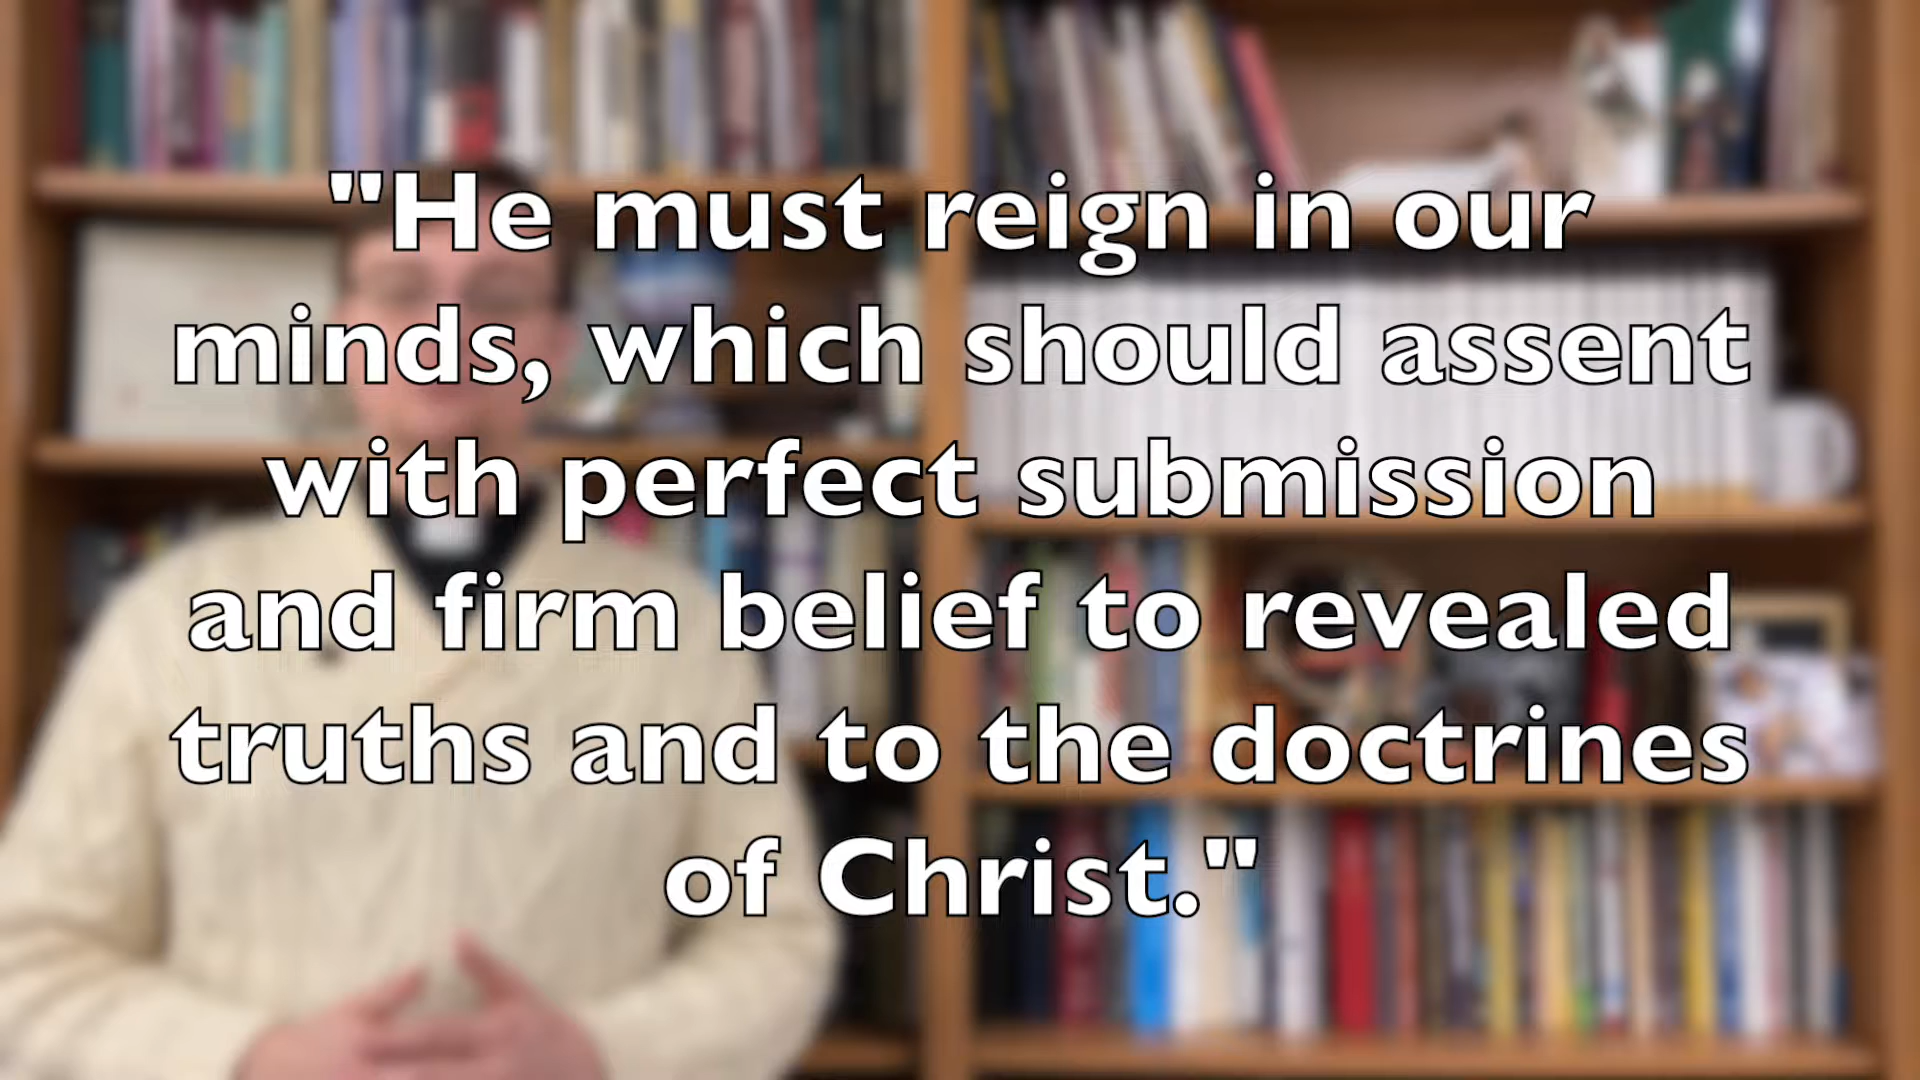 "He must reign in our
minds, which should assent
with perfect submission
and firm belief to revealed
truths and to the doctrines
of Christ."